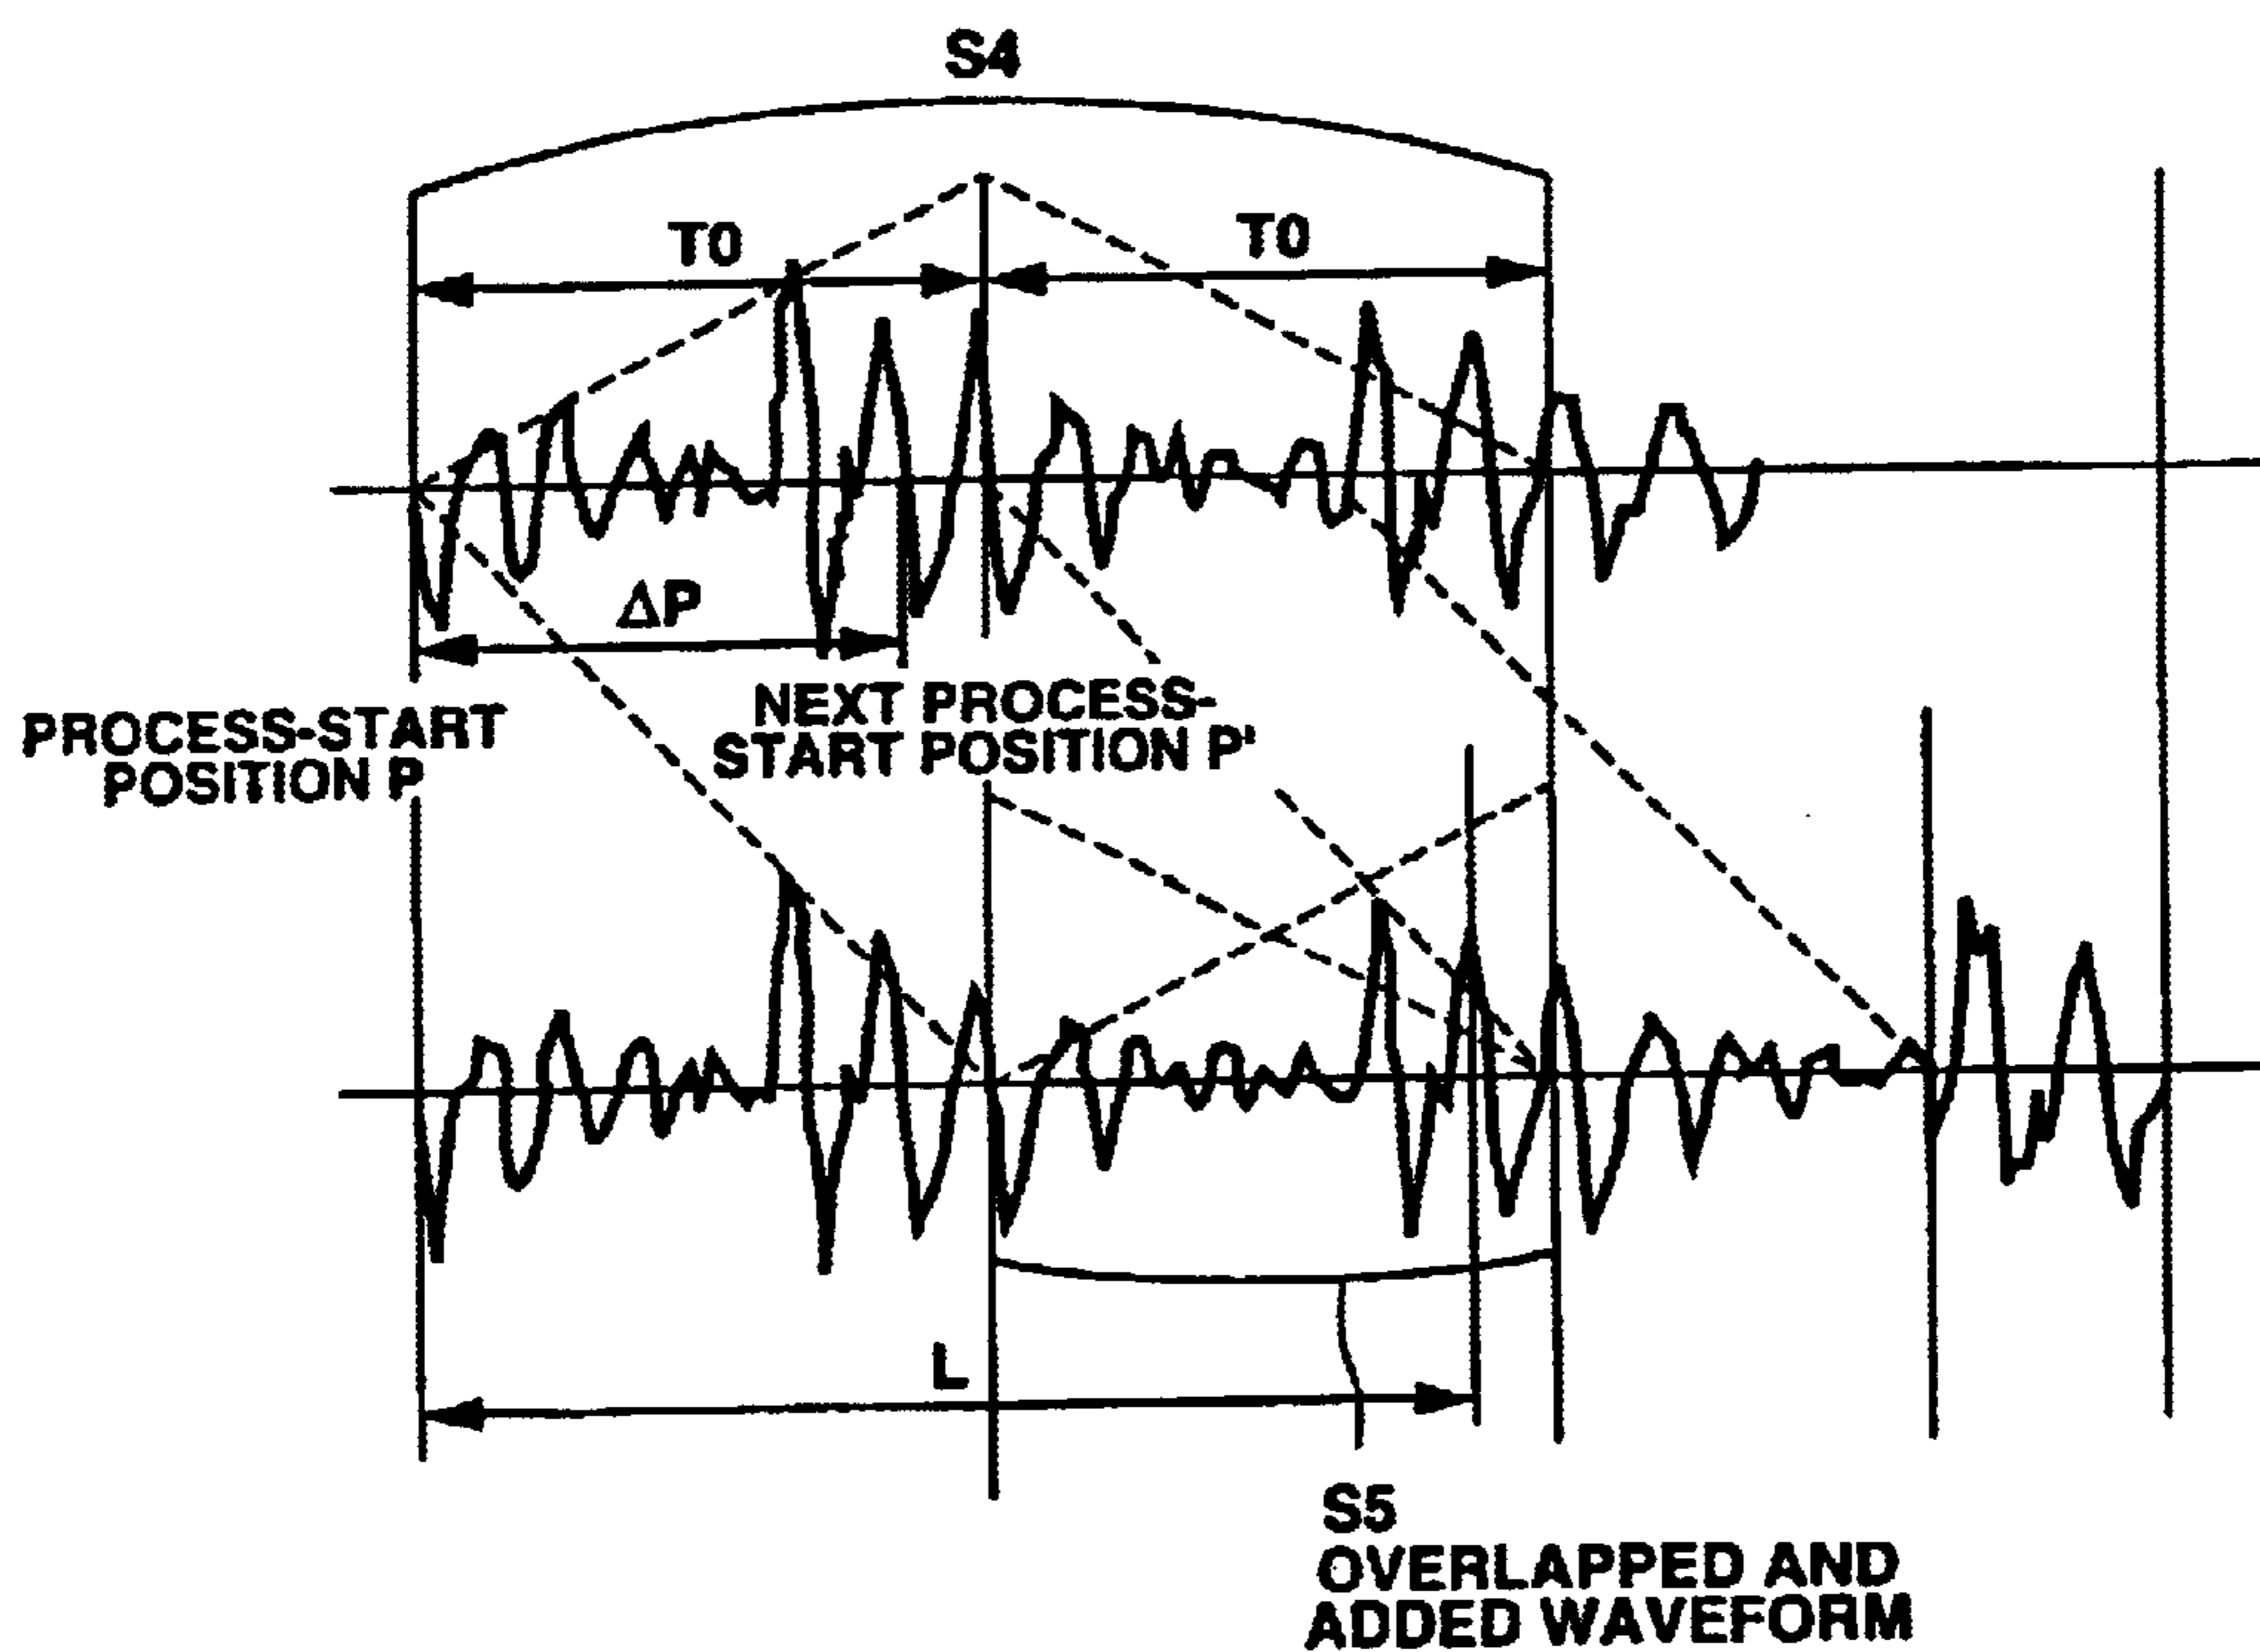 S4
T0
T0
ΔP
PROCESS-START
POSITION P
NEXT PROCESS-
START POSITION P'
L
S5
OVERLAPPED AND
ADDED WAVEFORM